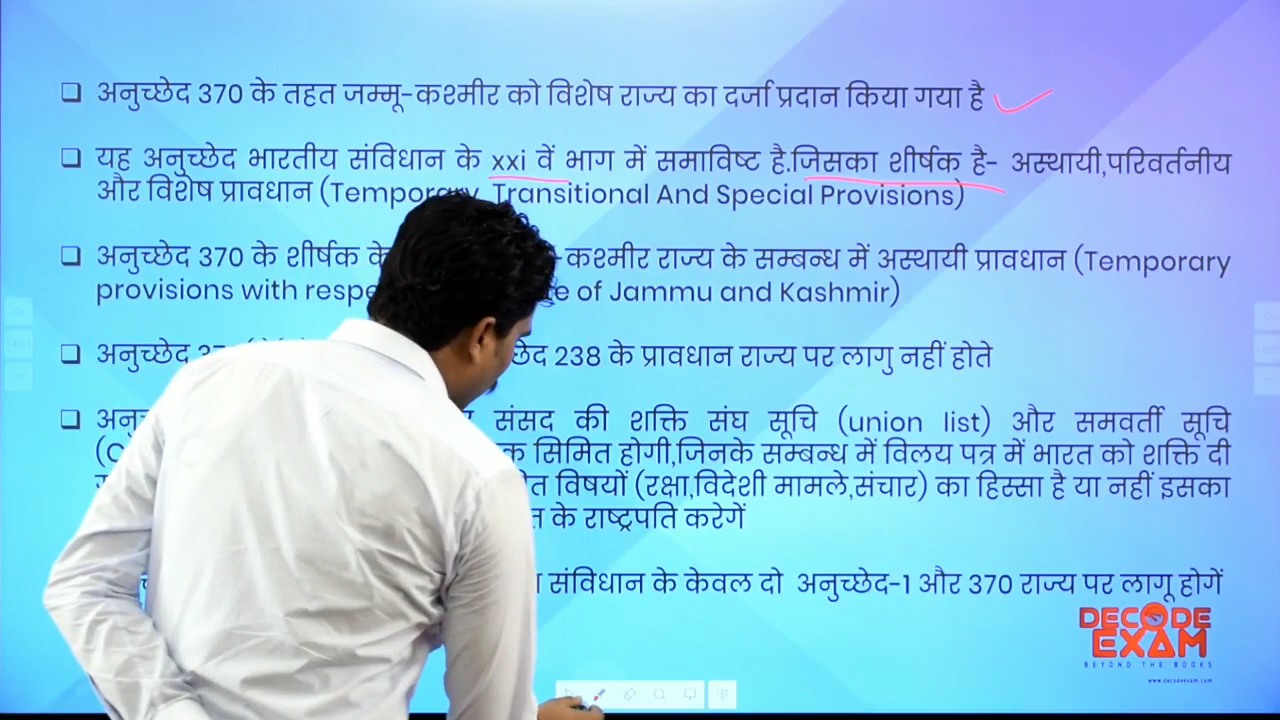 अनुच्छेद 370 के तहत जम्मू-कश्मीर को विशेष राज्य का दर्जा प्रदान किया गया है
यह अनुच्छेद भारतीय संविधान के xxi वें भाग में समाविष्ट है.जिसका शीर्षक है- अस्थायी,परिवर्तनीय
और विशेष प्रावधान (Temporary, Transitional And Special Provisions)
अनुच्छेद 370 के शीर्षक के कश्मीर राज्य के सम्बन्ध में अस्थायी प्रावधान (Temporary
provisions with of Jammu and Kashmir)
अनुच्छेद 238 के प्रावधान राज्य पर लागु नहीं होते
संसद की शक्ति संघ सूचि (union list) और समवर्ती सूचि
सिमित होगी,जिनके सम्बन्ध में विलय पत्र में भारत को शक्ति दी
विषयों (रक्षा,विदेशी मामले,संचार) का हिस्सा है या नहीं इसका
के राष्ट्रपति करेगें
संविधान के केवल दो अनुच्छेद-1 और 370 राज्य पर लागू होगें
DECODE
EXAM
BEYOND THE BOOKS
www.decodeexam.com